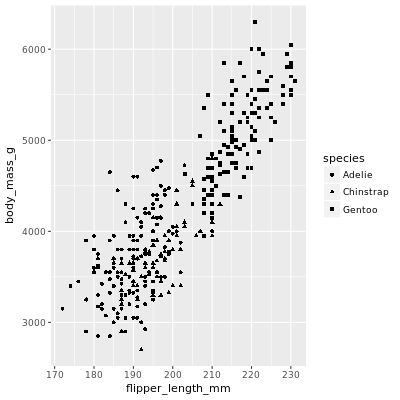 6000
5000
4000
3000
body_mass_g
170 180 190 200 210 220 230
flipper_length_mm
species
Adelie
Chinstrap
Gentoo